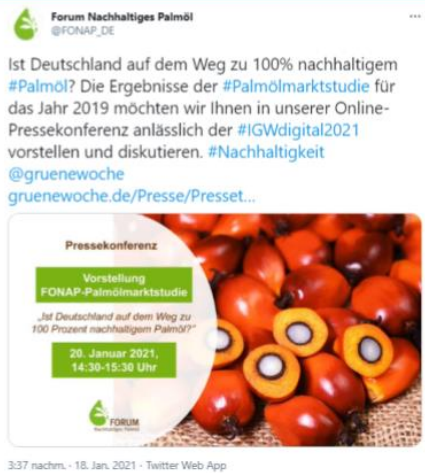 Forum Nachhaltiges Palmöl
@FONAP_DE
Ist Deutschland auf dem Weg zu 100% nachhaltigem
#Palmöl? Die Ergebnisse der #Palmölmarktstudie für
das Jahr 2019 möchten wir Ihnen in unserer Online-
Pressekonferenz anlässlich der #IGWdigital2021
vorstellen und diskutieren. #Nachhaltigkeit
@gruenewoche
gruenewoche.de/Presse/Presset...
Pressekonferenz
Vorstellung
FONAP-Palmölmarktstudie
„Ist Deutschland auf dem Weg zu
100 Prozent nachhaltigem Palmöl?"
20. Januar 2021,
14:30-15:30 Uhr
FORUM
Nachhaltiges Palmöl
3:37 nachm. · 18. Jan. 2021 · Twitter Web App